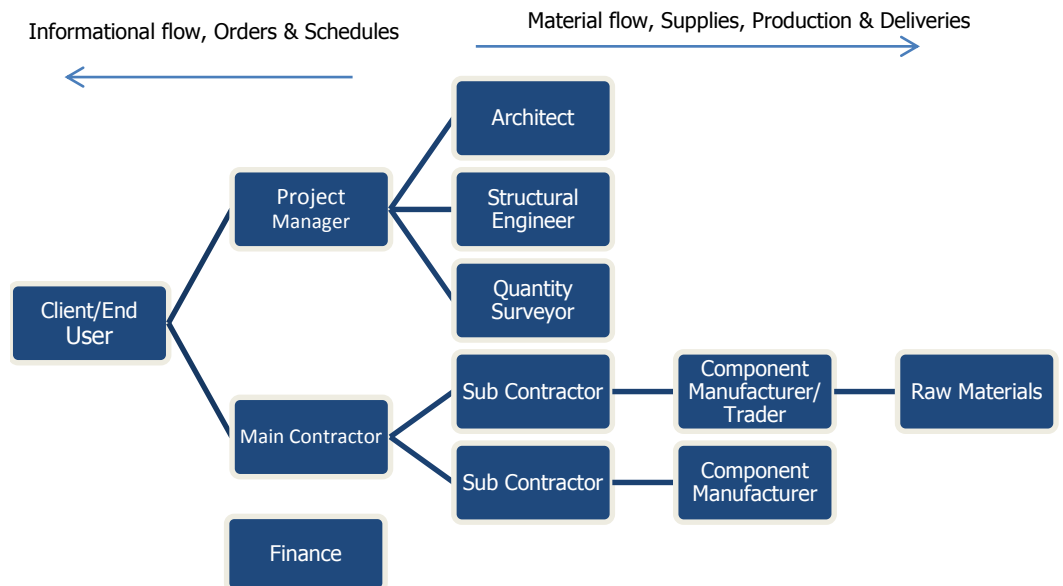 Informational flow, Orders & Schedules
Material flow, Supplies, Production & Deliveries
Architect
Project
Manager
Structural
Engineer
Quantity
Surveyor
Client/End
User
Sub Contractor
Component
Manufacturer/
Trader
Raw Materials
Main Contractor
Sub Contractor
Component
Manufacturer
Finance